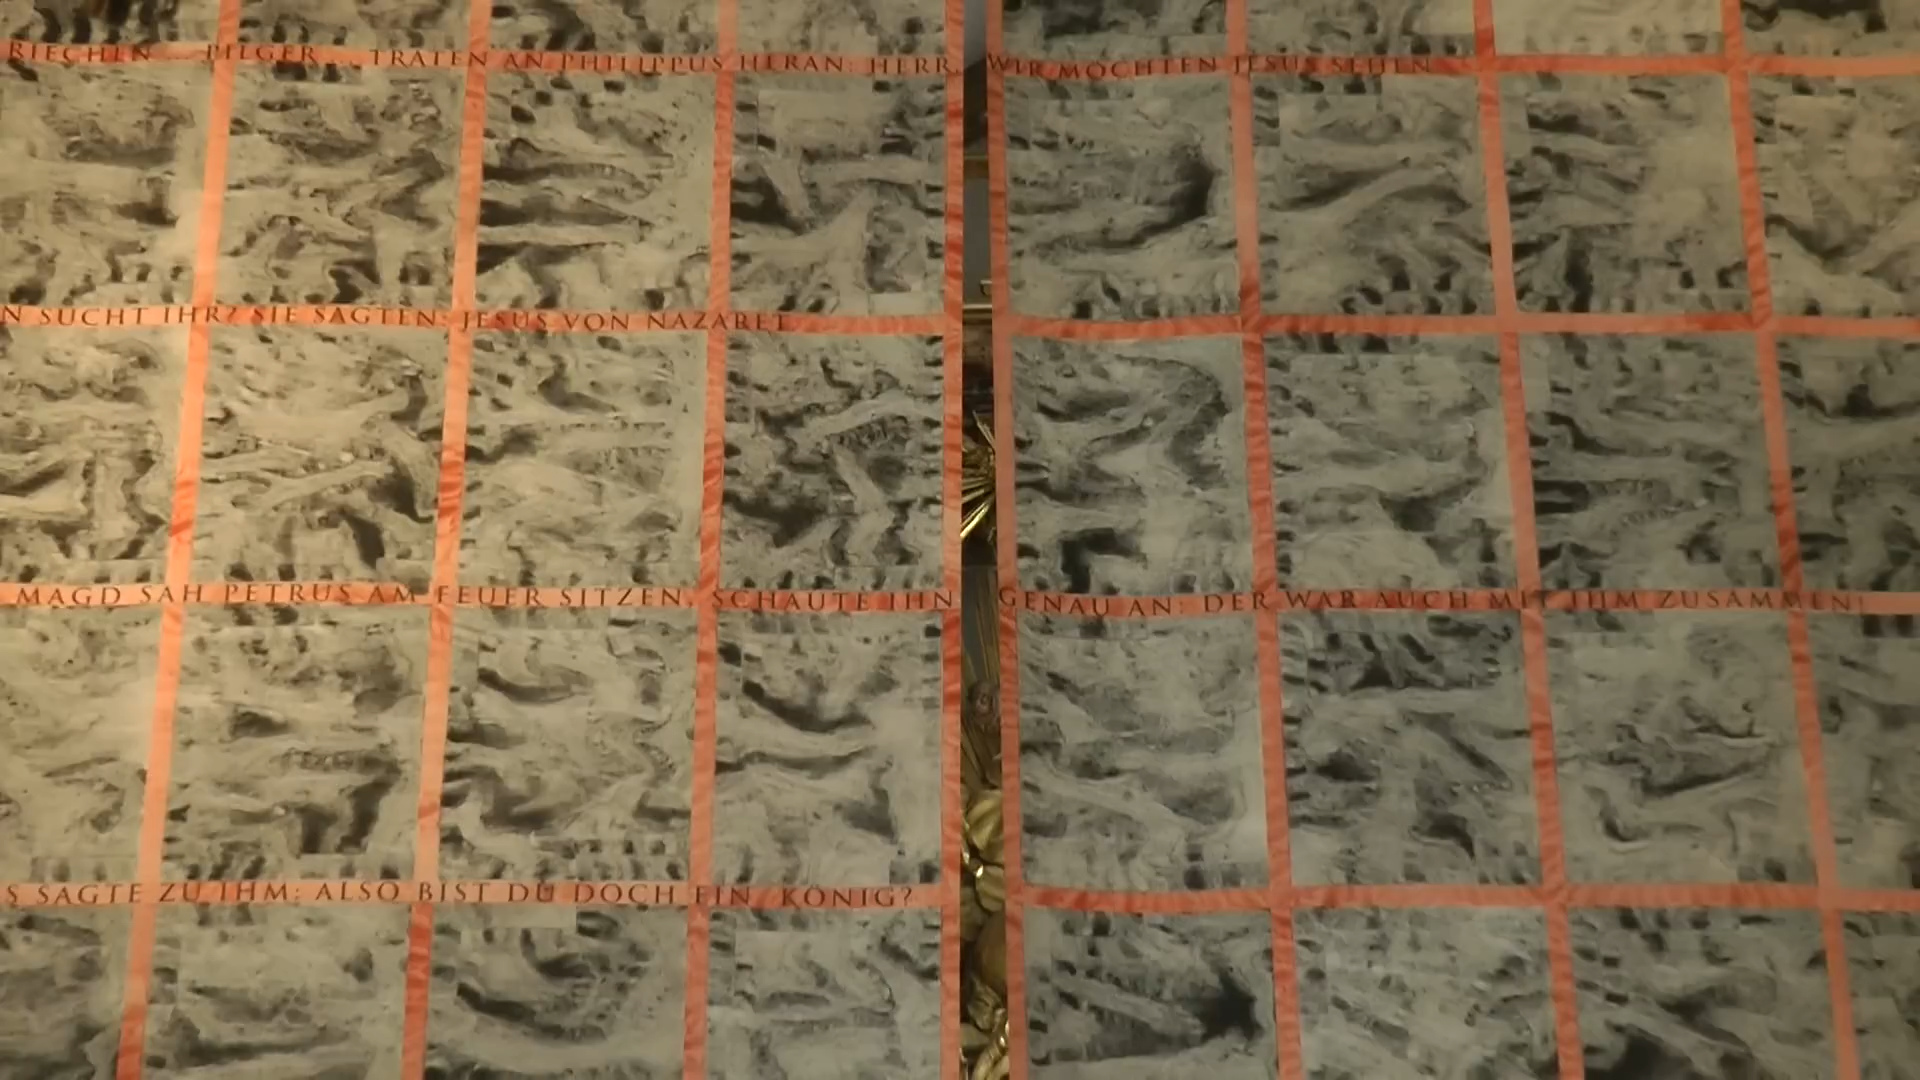 RIECHEN... PILGER... TRATEN AN PHILIPPUS HERAN: HERR, WIR MÖCHTEN JESUS SEHEN
N SUCHT IHR? SIE SAGTEN: JESUS VON NAZARET
MAGD SAH PETRUS AM FEUER SITZEN, SCHAUTE IHN GENAU AN: DER WAR AUCH MIT IHM ZUSAMMEN!
S SAGTE ZU IHM: ALSO BIST DU DOCH EIN KÖNIG?